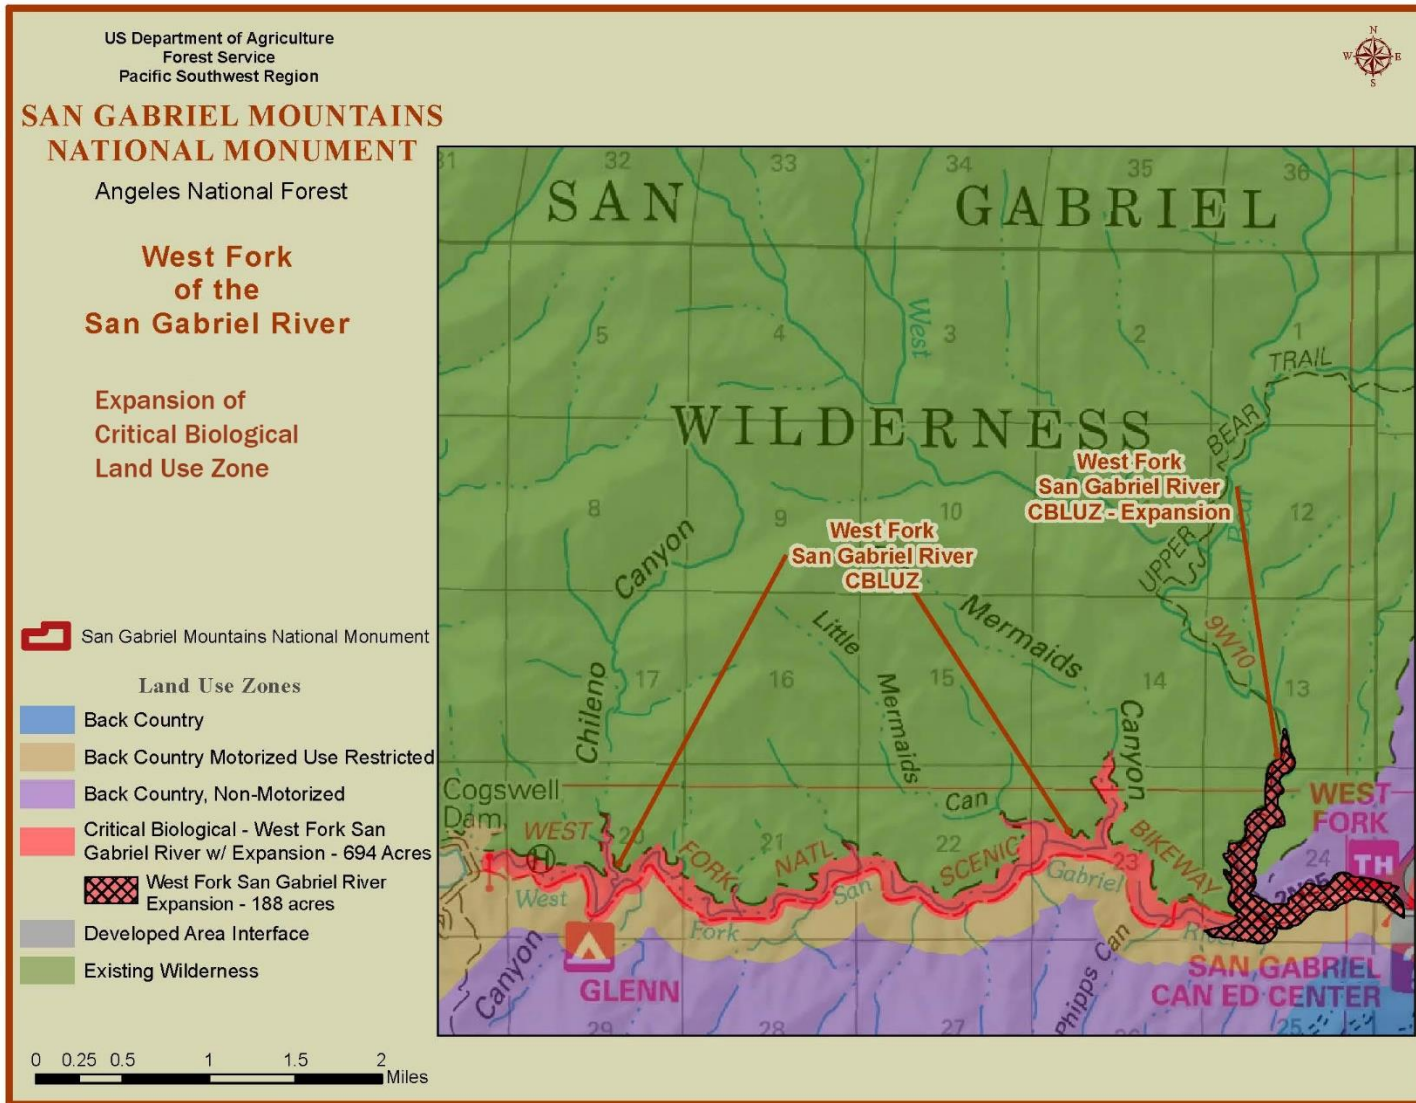 US Department of Agriculture
Forest Service
Pacific Southwest Region
SAN GABRIEL MOUNTAINS
NATIONAL MONUMENT
Angeles National Forest
West Fork
of the
San Gabriel River
Expansion of
Critical Biological
Land Use Zone
San Gabriel Mountains National Monument
Land Use Zones
Back Country
Back Country Motorized Use Restricted
Back Country, Non-Motorized
Critical Biological - West Fork San
Gabriel River w/ Expansion - 694 Acres
West Fork San Gabriel River
Expansion - 188 acres
Developed Area Interface
Existing Wilderness
0 0.25 0.5 1 1.5 2
Miles
N
W E
S
31 32 33 34 35 36
SAN GABRIEL
5 4 West 3 2 1
TRAIL
WILDERNESS
BEAR
West Fork
San Gabriel River
CBLUZ - Expansion
Bear
UPPER
8 9 10 12
West Fork
San Gabriel River
CBLUZ
Canyon
Chileno
Little
Mermaids
Can
Mermaids
Canyon
9W10
17 16 15 14 13
Cogswell
Dam
WEST FORK NATL SCENIC BIKEWAY
H
20 21 22 23 24
West Fork San Gabriel River
WEST
FORK
TH
2N25
Canyon
GLENN
Phipps Can
SAN GABRIEL
CAN ED CENTER
29 28 27 25